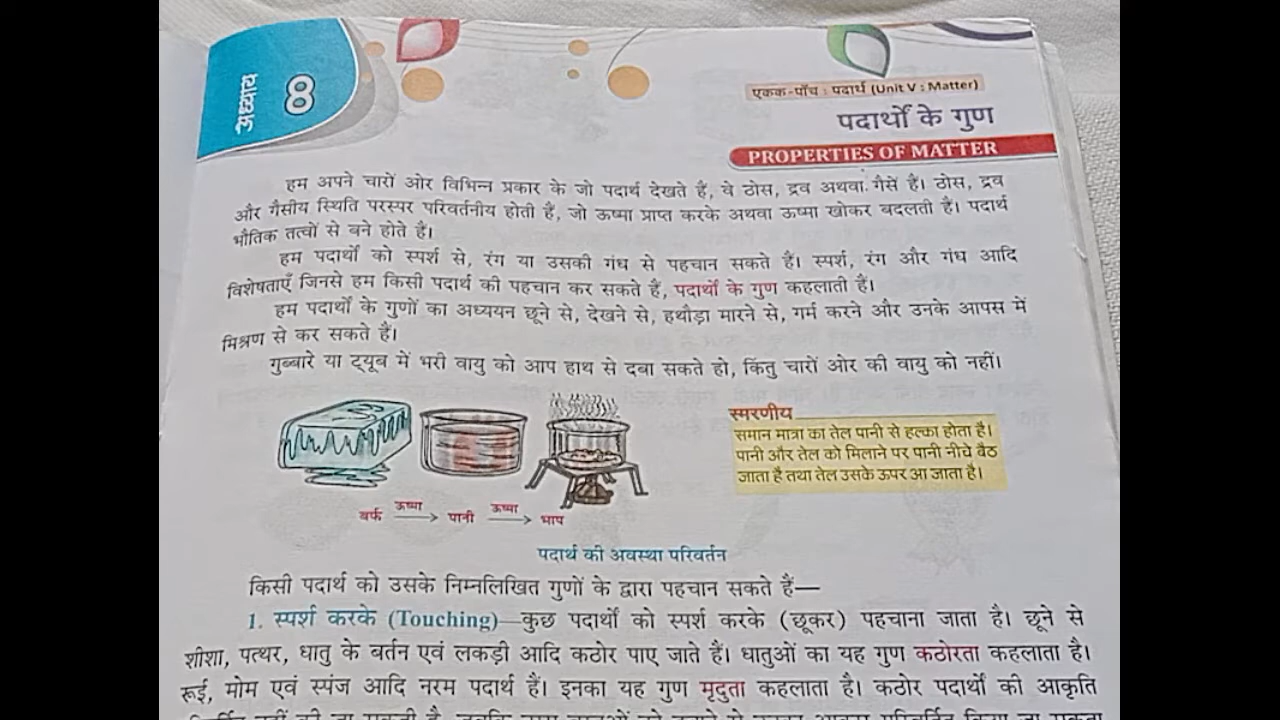 अध्याय
8
एकक-पाँच : पदार्थ (Unit V : Matter)
पदार्थों के गुण
PROPERTIES OF MATTER
हम अपने चारों ओर विभिन्न प्रकार के जो पदार्थ देखते हैं, वे ठोस, द्रव अथवा गैसें हैं। ठोस, द्रव
और गैसीय स्थिति परस्पर परिवर्तनीय होती हैं, जो ऊष्मा प्राप्त करके अथवा ऊष्मा खोकर बदलती हैं। पदार्थ
भौतिक तत्वों से बने होते हैं।
हम पदार्थों को स्पर्श से, रंग या उसकी गंध से पहचान सकते हैं। स्पर्श, रंग और गंध आदि
विशेषताएँ जिनसे हम किसी पदार्थ की पहचान कर सकते हैं, पदार्थों के गुण कहलाती हैं।
हम पदार्थों के गुणों का अध्ययन छूने से, देखने से, हथौड़ा मारने से, गर्म करने और उनके आपस में
मिश्रण से कर सकते हैं।
गुब्बारे या ट्यूब में भरी वायु को आप हाथ से दबा सकते हो, किंतु चारों ओर की वायु को नहीं।
स्मरणीय
समान मात्रा का तेल पानी से हल्का होता है।
पानी और तेल को मिलाने पर पानी नीचे बैठ
जाता है तथा तेल उसके ऊपर आ जाता है।
बर्फ ऊष्मा → पानी ऊष्मा → भाप
पदार्थ की अवस्था परिवर्तन
किसी पदार्थ को उसके निम्नलिखित गुणों के द्वारा पहचान सकते हैं—
1. स्पर्श करके (Touching)—कुछ पदार्थों को स्पर्श करके (छूकर) पहचाना जाता है। छूने से
शीशा, पत्थर, धातु के बर्तन एवं लकड़ी आदि कठोर पाए जाते हैं। धातुओं का यह गुण कठोरता कहलाता है।
रूई, मोम एवं स्पंज आदि नरम पदार्थ हैं। इनका यह गुण मृदुता कहलाता है। कठोर पदार्थों की आकृति